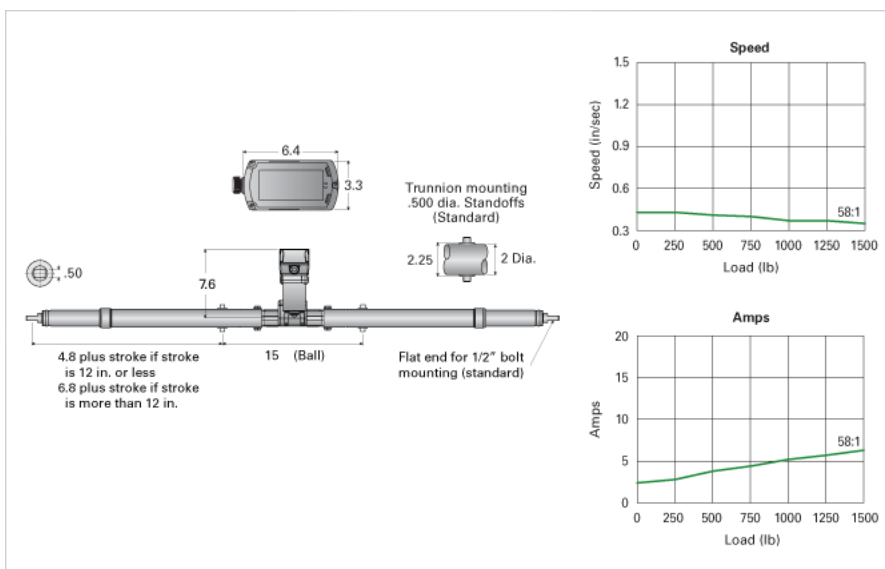 6.4
3.3
Trunnion mounting
.500 dia. Standoffs
(Standard)
2.25
2 Dia.
.50
7.6
4.8 plus stroke if stroke
is 12 in. or less
6.8 plus stroke if stroke
is more than 12 in.
15 (Ball)
Flat end for 1/2" bolt
mounting (standard)
Speed
Speed (in/sec)
1.5
1.2
0.9
0.6
0.3
58:1
0 250 500 750 1000 1250 1500
Load (lb)
Amps
Amps
20
15
10
5
0
58:1
0 250 500 750 1000 1250 1500
Load (lb)